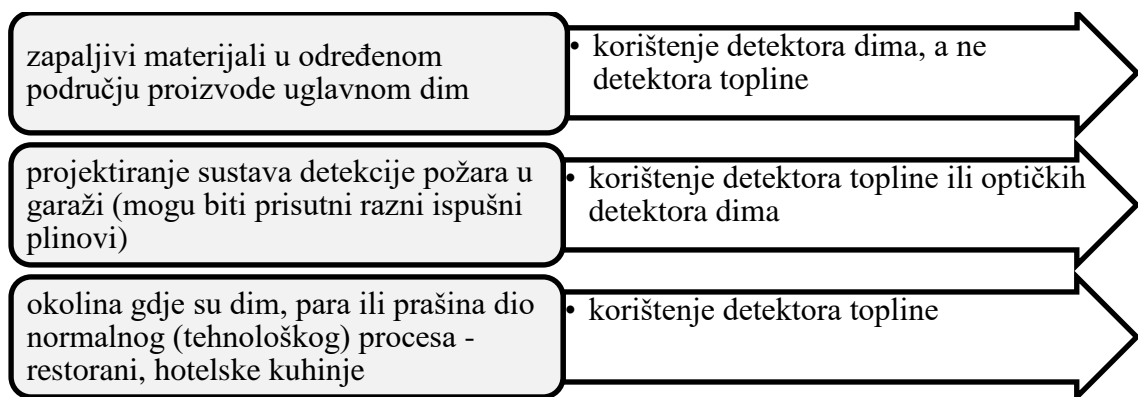 zapaljivi materijali u određenom
području proizvode uglavnom dim
• korištenje detektora dima, a ne
detektora topline
projektiranje sustava detekcije požara u
garaži (mogu biti prisutni razni ispušni
plinovi)
• korištenje detektora topline ili optičkih
detektora dima
okolina gdje su dim, para ili prašina dio
normalnog (tehnološkog) procesa -
restorani, hotelske kuhinje
• korištenje detektora topline